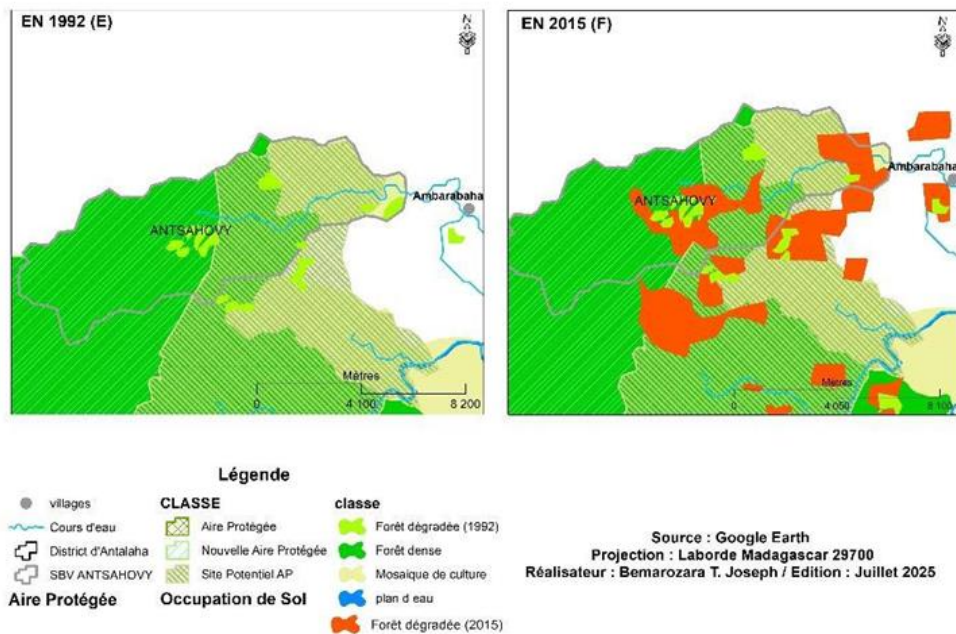 EN 1992 (E)
N
ANTSAHOVY
Ambarabaha
Mètres
0 4 100 8 200
EN 2015 (F)
N
ANTSAHOVY
Ambarabaha
Mètres
0 4 050 8 100
Légende
villages
Cours d'eau
District d'Antalaha
SBV ANTSAHOVY
Aire Protégée
CLASSE
Aire Protégée
Nouvelle Aire Protégée
Site Potentiel AP
Occupation de Sol
classe
Forêt dégradée (1992)
Forêt dense
Mosaique de culture
plan d eau
Forêt dégradée (2015)
Source : Google Earth
Projection : Laborde Madagascar 29700
Réalisateur : Bemarozara T. Joseph / Edition : Juillet 2025